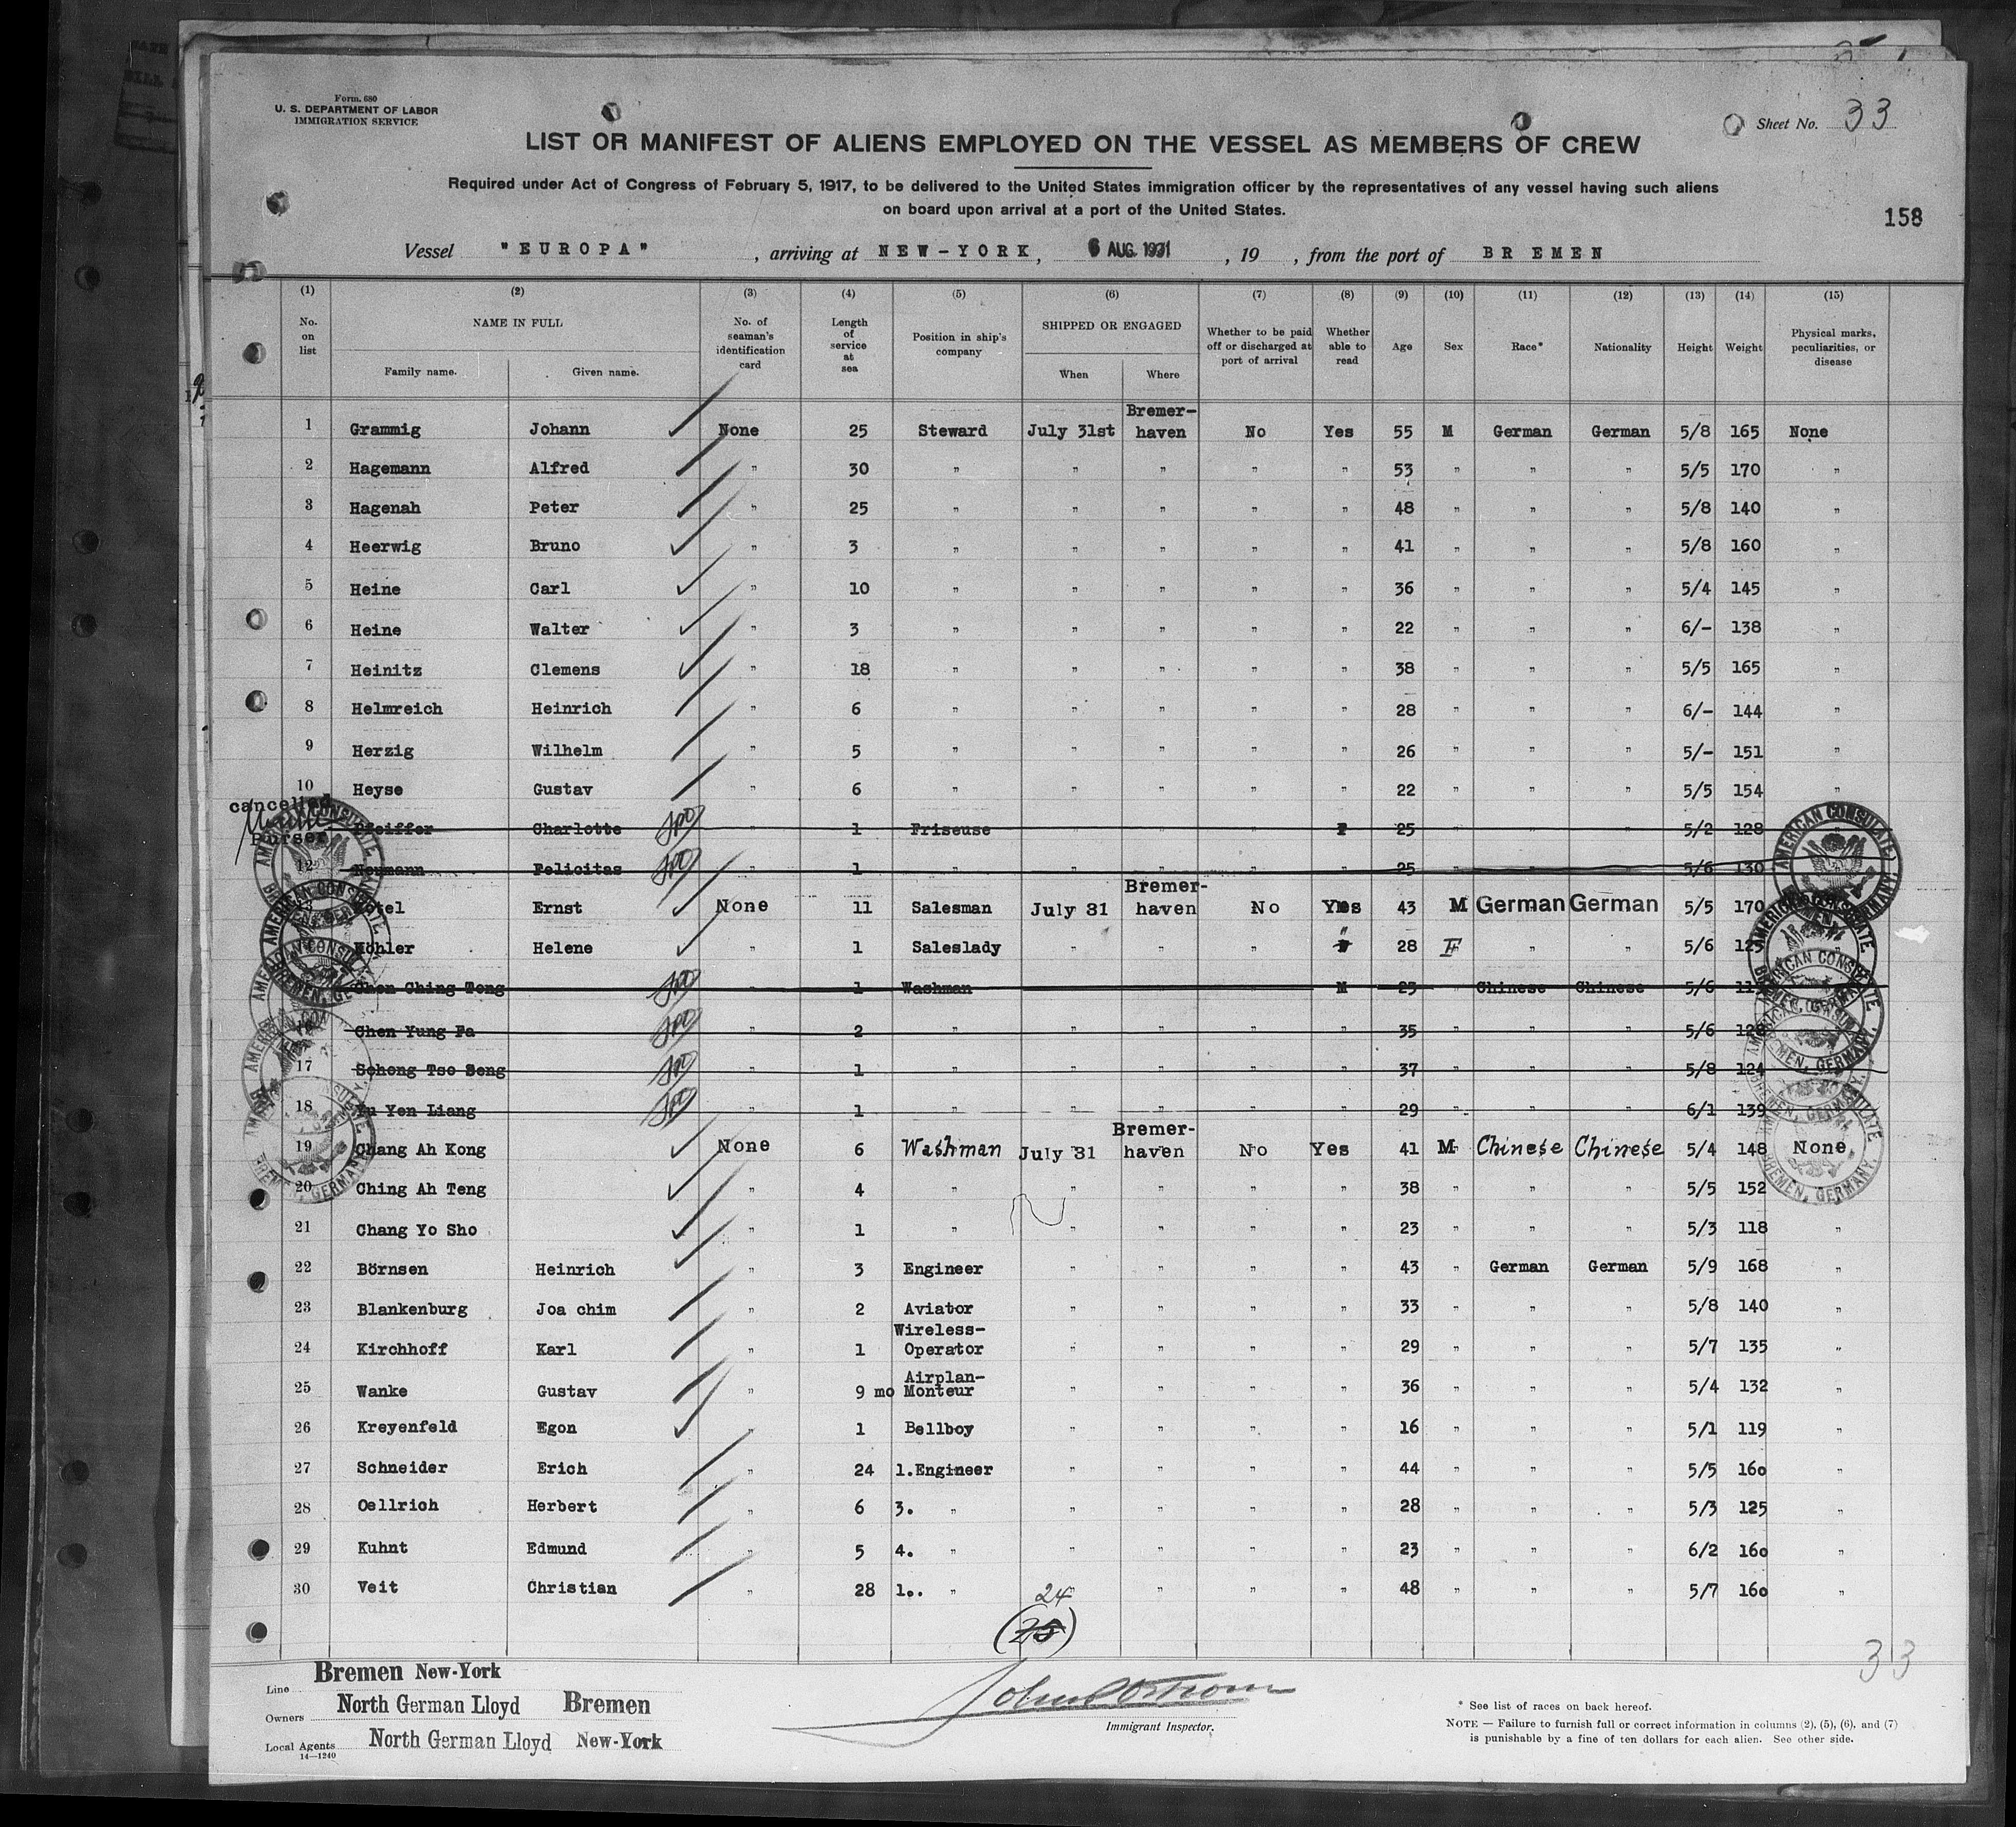 Form. 680
U. S. DEPARTMENT OF LABOR
IMMIGRATION SERVICE
Sheet No. 33
LIST OR MANIFEST OF ALIENS EMPLOYED ON THE VESSEL AS MEMBERS OF CREW
Required under Act of Congress of February 5, 1917, to be delivered to the United States immigration officer by the representatives of any vessel having such aliens
on board upon arrival at a port of the United States.
158
Vessel "EUROPA" , arriving at NEW-YORK, 6 AUG. 1931 , 19 , from the port of BREMEN
(1) (2) (3) (4) (5) (6) (7) (8) (9) (10) (11) (12) (13) (14) (15)
No. on list NAME IN FULL Family name. Given name. No. of seaman's identification card Length of service at sea Position in ship's company SHIPPED OR ENGAGED When Where Whether to be paid off or discharged at port of arrival Whether able to read Age Sex Race* Nationality Height Weight Physical marks, peculiarities, or disease
1 Grammig Johann None 25 Steward July 31st Bremer-haven No Yes 55 M German German 5/8 165 None
2 Hagemann Alfred " 30 " " " " " 53 " " " 5/5 170 "
3 Hagenah Peter " 25 " " " " " 48 " " " 5/8 140 "
4 Heerwig Bruno " 3 " " " " " 41 " " " 5/8 160 "
5 Heine Carl " 10 " " " " " 36 " " " 5/4 145 "
6 Heine Walter " 3 " " " " " 22 " " " 6/- 138 "
7 Heinitz Clemens " 18 " " " " " 38 " " " 5/5 165 "
8 Helmreich Heinrich " 6 " " " " " 28 " " " 6/- 144 "
9 Herzig Wilhelm " 5 " " " " " 26 " " " 5/- 151 "
10 Heyse Gustav " 6 " " " " " 22 " " " 5/5 154 "
cancelled
Purser
Pfeiffer Charlotte " 1 Friseuse " " " F 25 " " " 5/2 128 "
12 Neumann Felicitas " 1 " " " " " 25 " " " 5/6 130
13 Kötel Ernst None 11 Salesman July 31 Bremer-haven No Yes 43 M German German 5/5 170
Köhler Helene " 1 Saleslady " " " " 28 F " " 5/6 125
Chen Ching Tong " 1 Washman " " " M 23 " Chinese Chinese 5/6
16 Chen Yung Fa " 2 " " " " " 35 " " " 5/6 128
17 Schong Tso Seng " 1 " " " " " 37 " " " 5/8 124
18 Yu Yen Liang " 1 " " " " " 29 " " " 6/1 139
19 Chang Ah Kong None 6 Washman July 31 Bremer-haven No Yes 41 M Chinese Chinese 5/4 148 None
20 Ching Ah Teng 4 " " " " " 38 " " " 5/5 152
21 Chang Yo Sho 1 " " " " " 23 " " " 5/3 118 "
22 Börnsen Heinrich " 3 Engineer " " " " 43 " German German 5/9 168 "
23 Blankenburg Joa chim " 2 Aviator " " " " 33 " " " 5/8 140 "
24 Kirchhoff Karl " 1 Wireless-Operator " " " " 29 " " " 5/7 135 "
25 Wanke Gustav " 9 mo Airplan-Monteur " " " " 36 " " " 5/4 132 "
26 Kreyenfeld Egon " 1 Bellboy " " " " 16 " " " 5/1 119 "
27 Schneider Erich " 24 1.Engineer " " " " 44 " " " 5/5 160 "
28 Oellrich Herbert " 6 3. " " " " " 28 " " " 5/3 125 "
29 Kuhnt Edmund " 5 4. " " " " " 23 " " " 6/2 160 "
30 Veit Christian " 28 1.. " " " " " 48 " " " 5/7 160 "
24
(25)
33
AMERICAN CONSULATE
BREMEN, GERMANY.
Line Bremen New-York
Owners North German Lloyd Bremen
Local Agents North German Lloyd New-York
14—1240
Immigrant Inspector.
* See list of races on back hereof.
NOTE — Failure to furnish full or correct information in columns (2), (5), (6), and (7)
is punishable by a fine of ten dollars for each alien. See other side.